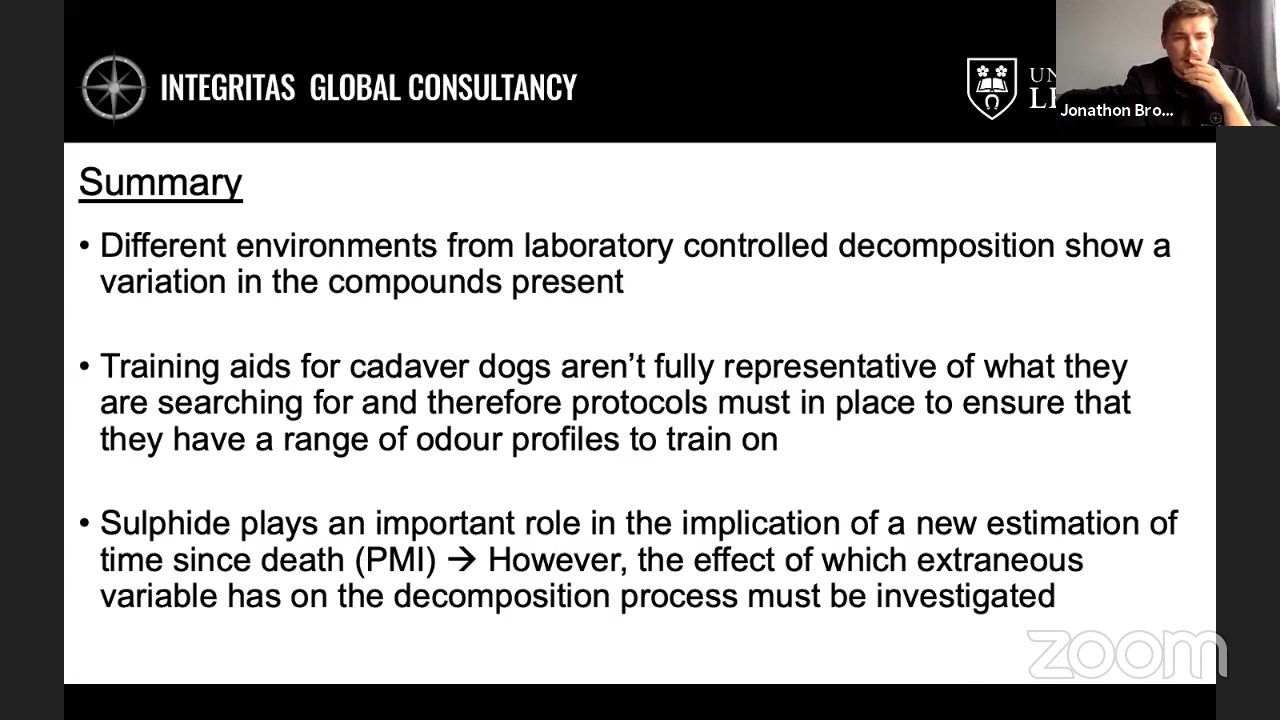 INTEGRITAS GLOBAL CONSULTANCY
UN
LE
Jonathon Bro...
Summary
• Different environments from laboratory controlled decomposition show a
variation in the compounds present
• Training aids for cadaver dogs aren’t fully representative of what they
are searching for and therefore protocols must in place to ensure that
they have a range of odour profiles to train on
• Sulphide plays an important role in the implication of a new estimation of
time since death (PMI) → However, the effect of which extraneous
variable has on the decomposition process must be investigated
zoom